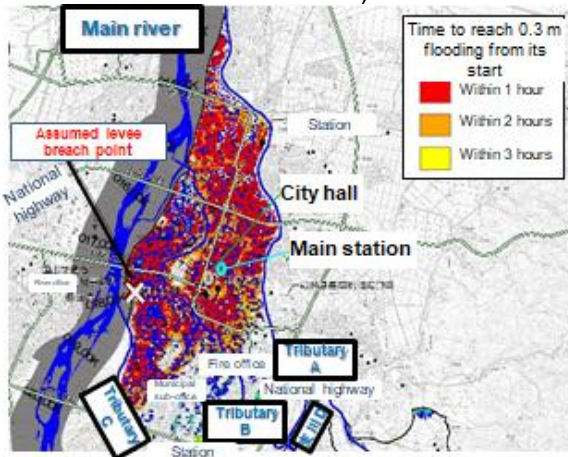 Main river
Time to reach 0.3 m
flooding from its
start
Within 1 hour
Within 2 hours
Within 3 hours
Station
Assumed levee
breach point
National
highway
City hall
Main station
Fire office
Tributary
A
National highway
Municipal
sub-office
Tributary
C
Tributary
B
Station